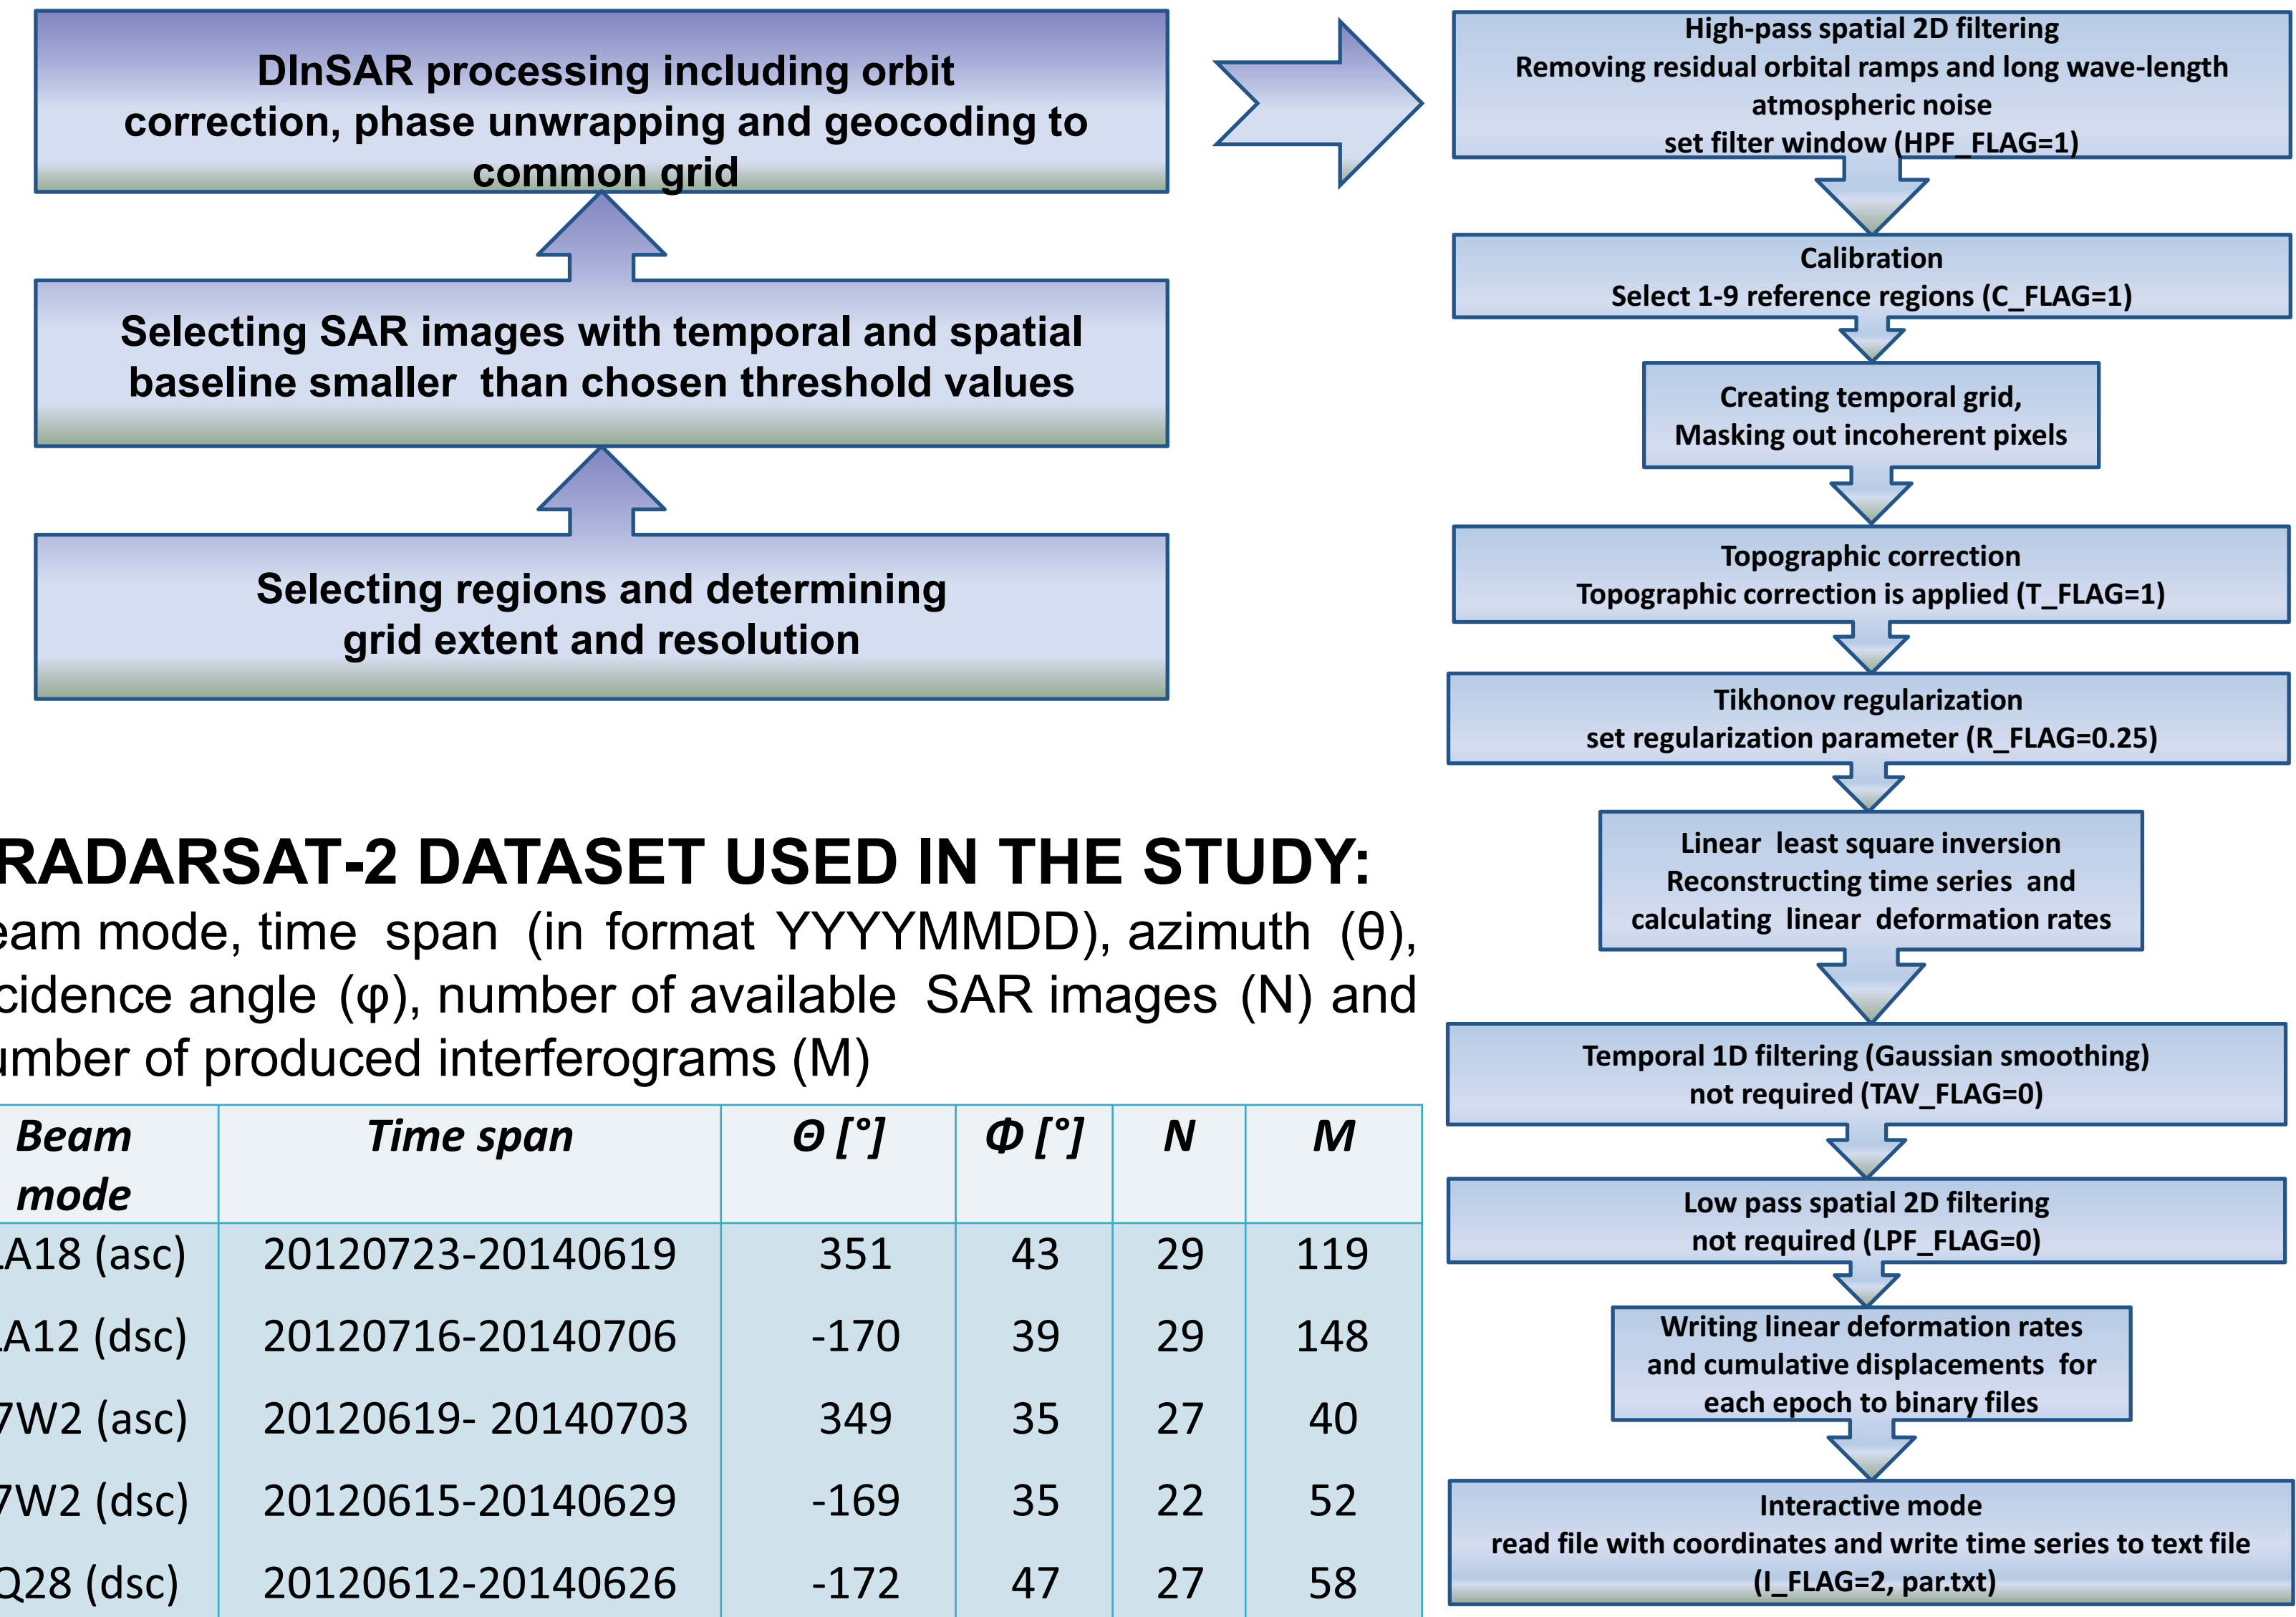 DInSAR processing including orbit
correction, phase unwrapping and geocoding to
common grid
Selecting SAR images with temporal and spatial
baseline smaller than chosen threshold values
Selecting regions and determining
grid extent and resolution
High-pass spatial 2D filtering
Removing residual orbital ramps and long wave-length
atmospheric noise
set filter window (HPF_FLAG=1)
Calibration
Select 1-9 reference regions (C_FLAG=1)
Creating temporal grid,
Masking out incoherent pixels
Topographic correction
Topographic correction is applied (T_FLAG=1)
Tikhonov regularization
set regularization parameter (R_FLAG=0.25)
Linear least square inversion
Reconstructing time series and
calculating linear deformation rates
Temporal 1D filtering (Gaussian smoothing)
not required (TAV_FLAG=0)
Low pass spatial 2D filtering
not required (LPF_FLAG=0)
Writing linear deformation rates
and cumulative displacements for
each epoch to binary files
Interactive mode
read file with coordinates and write time series to text file
(I_FLAG=2, par.txt)
RADARSAT-2 DATASET USED IN THE STUDY:
eam mode, time span (in format YYYYMMDD), azimuth (θ),
cidence angle (φ), number of available SAR images (N) and
umber of produced interferograms (M)
Beam mode Time span Θ [°] Φ [°] N M
A18 (asc) 20120723-20140619 351 43 29 119
A12 (dsc) 20120716-20140706 -170 39 29 148
7W2 (asc) 20120619- 20140703 349 35 27 40
7W2 (dsc) 20120615-20140629 -169 35 22 52
Q28 (dsc) 20120612-20140626 -172 47 27 58